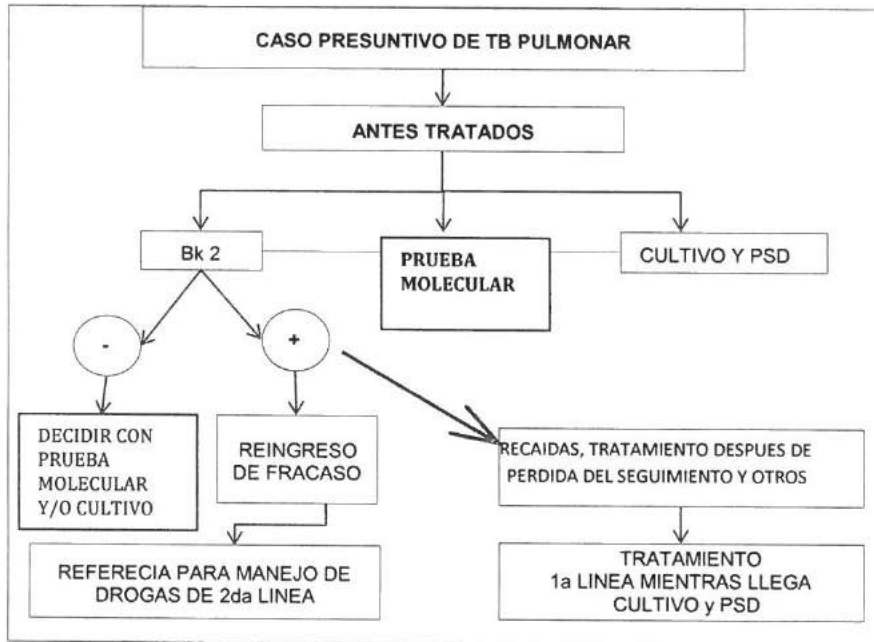 CASO PRESUNTIVO DE TB PULMONAR
ANTES TRATADOS
Bk 2
PRUEBA
MOLECULAR
CULTIVO Y PSD
-
+
DECIDIR CON
PRUEBA
MOLECULAR
Y/O CULTIVO
REINGRESO
DE FRACASO
RECAIDAS, TRATAMIENTO DESPUES DE
PERDIDA DEL SEGUIMIENTO Y OTROS
REFERECIA PARA MANEJO DE
DROGAS DE 2da LINEA
TRATAMIENTO
1a LINEA MIENTRAS LLEGA
CULTIVO y PSD